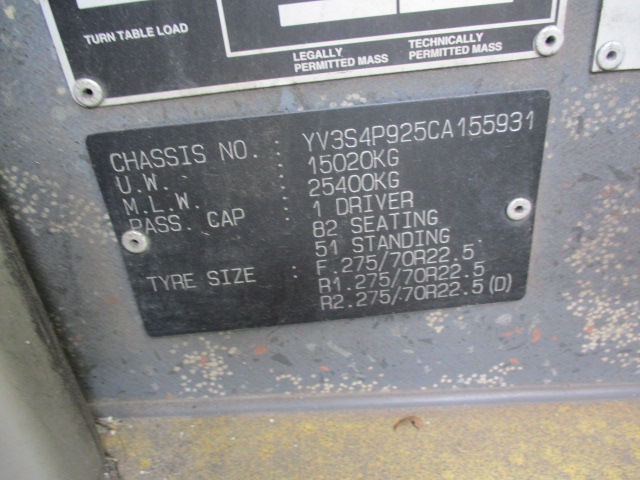 TURN TABLE LOAD
LEGALLY
PERMITTED MASS
TECHNICALLY
PERMITTED MASS
CHASSIS NO. : YV3S4P925CA155931
U.W. : 15020KG
M.L.W. : 25400KG
PASS. CAP : 1 DRIVER
82 SEATING
51 STANDING
TYRE SIZE : F.275/70R22.5
R1.275/70R22.5
R2.275/70R22.5(D)